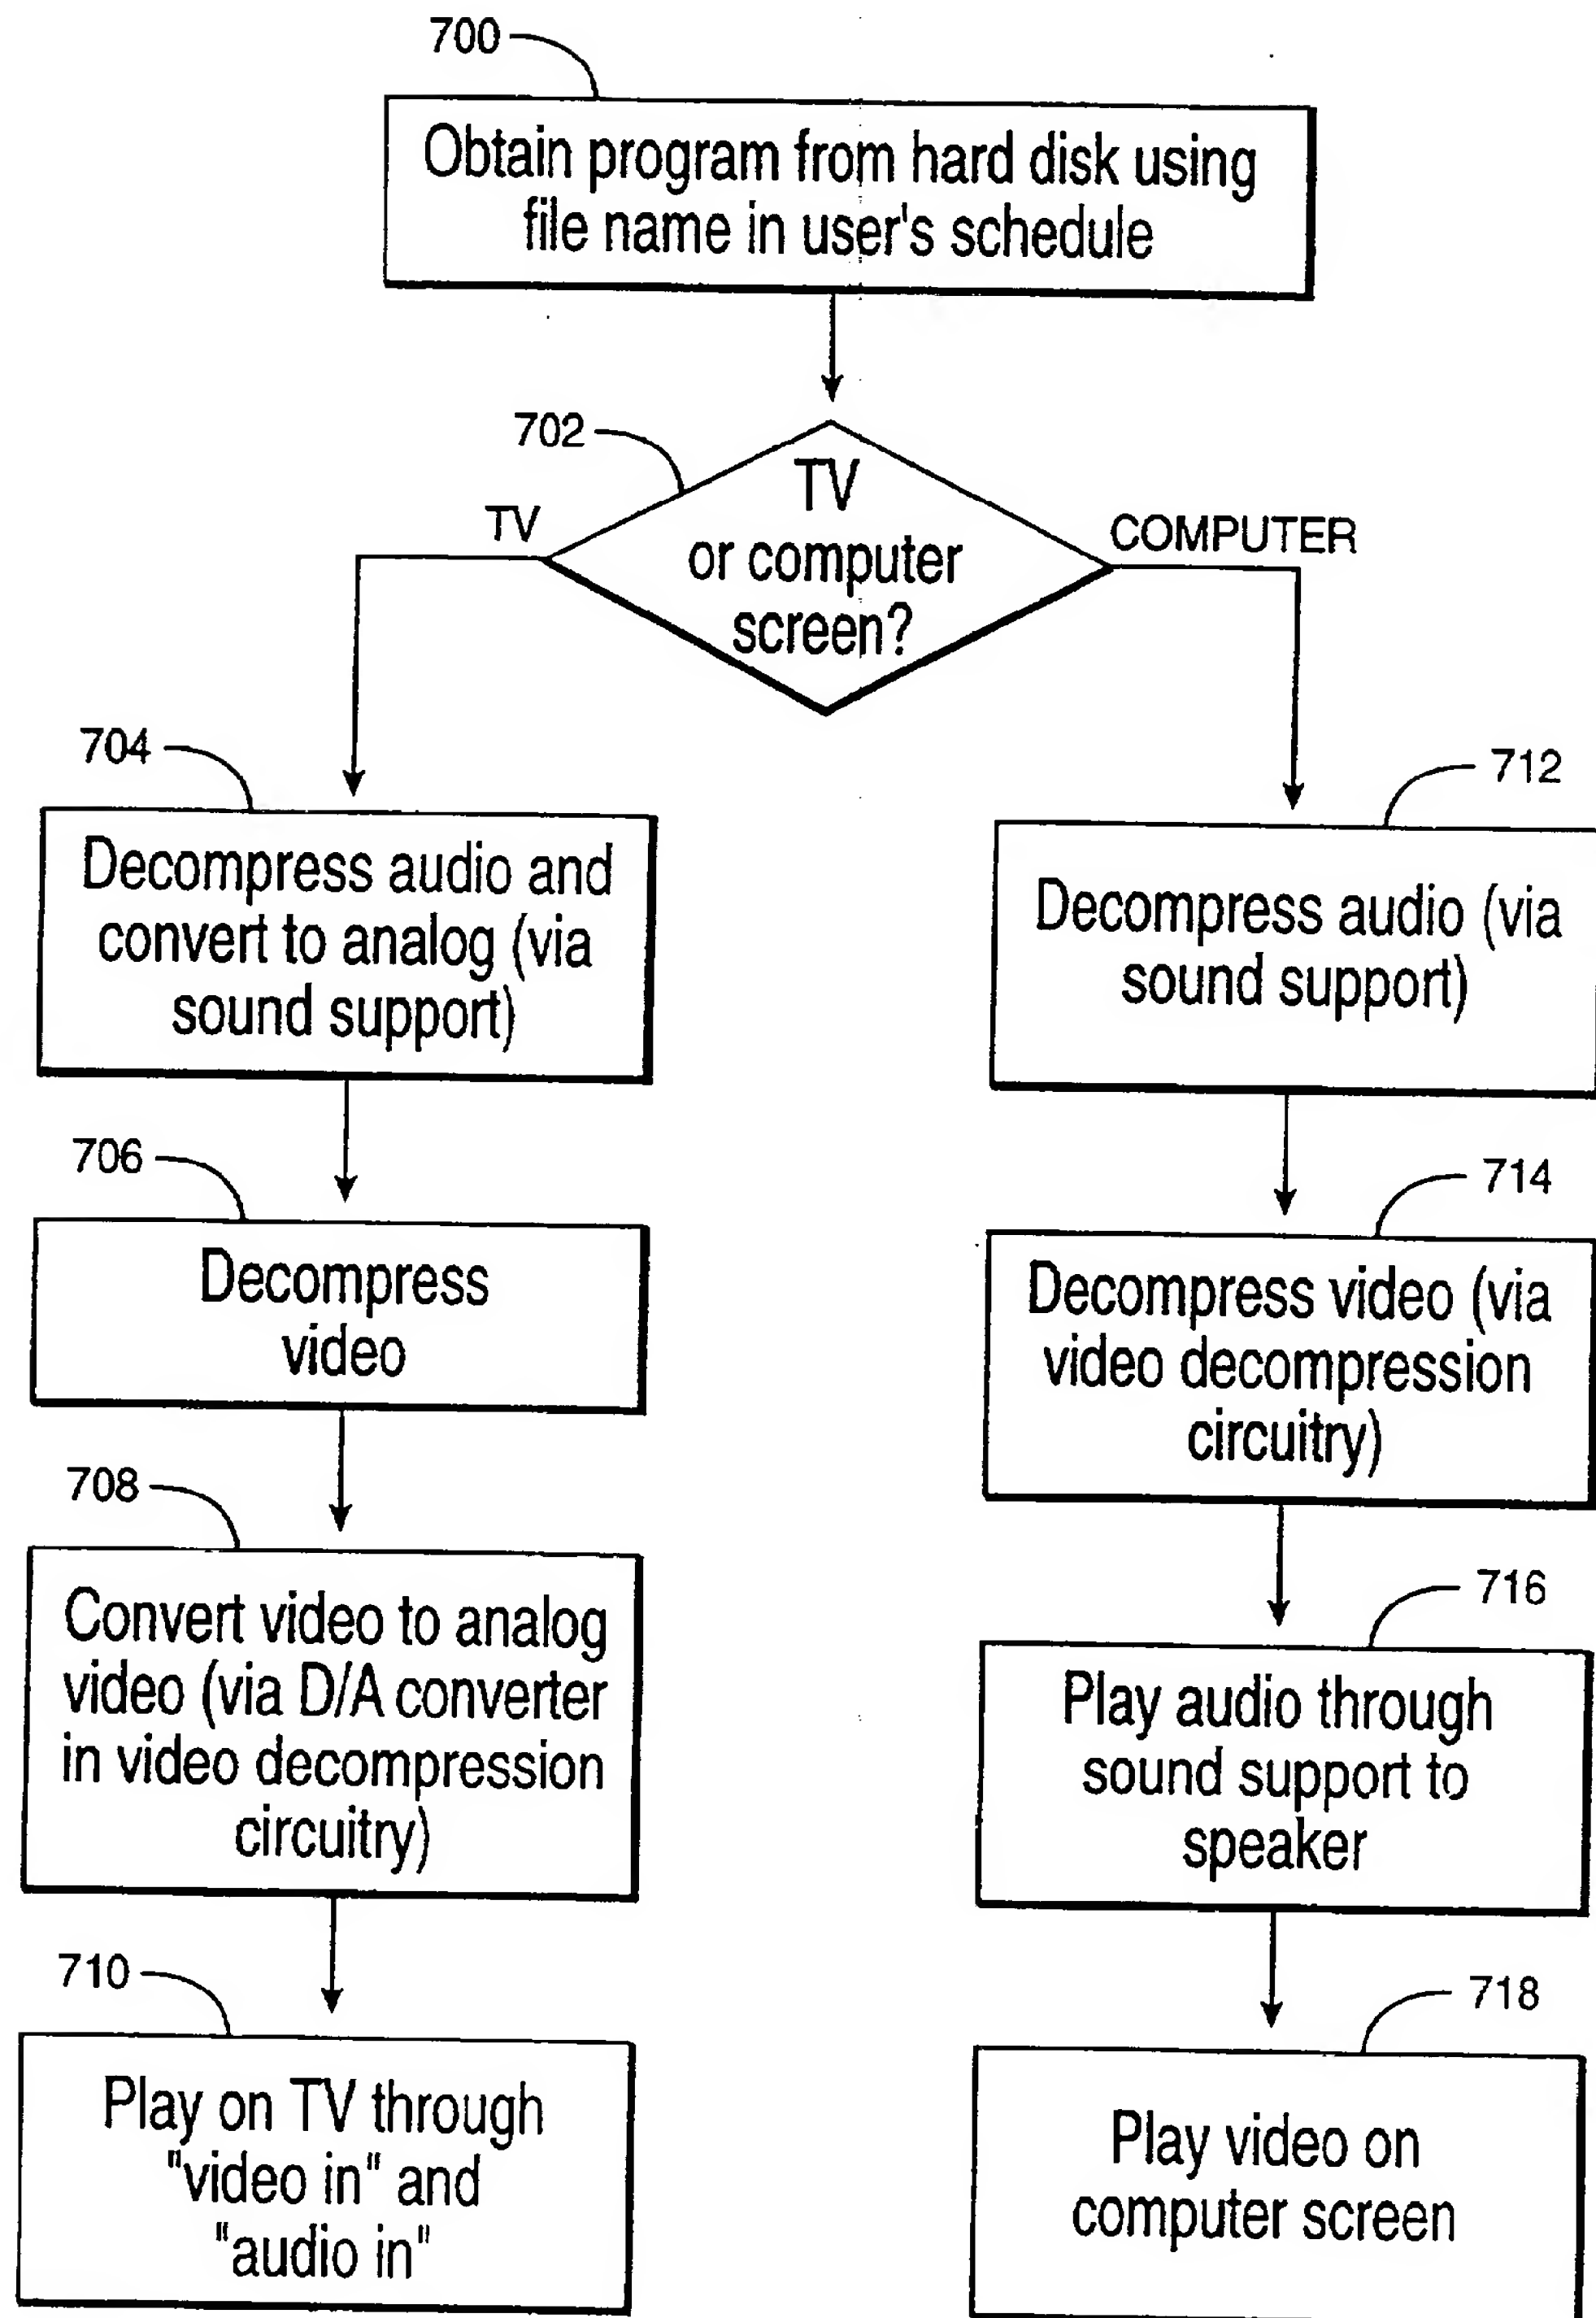 700
Obtain program from hard disk using
file name in user's schedule
702
TV
or computer
screen?
TV
COMPUTER
704
Decompress audio and
convert to analog (via
sound support)
706
Decompress
video
708
Convert video to analog
video (via D/A converter
in video decompression
circuitry)
710
Play on TV through
"video in" and
"audio in"
712
Decompress audio (via
sound support)
714
Decompress video (via
video decompression
circuitry)
716
Play audio through
sound support to
speaker
718
Play video on
computer screen